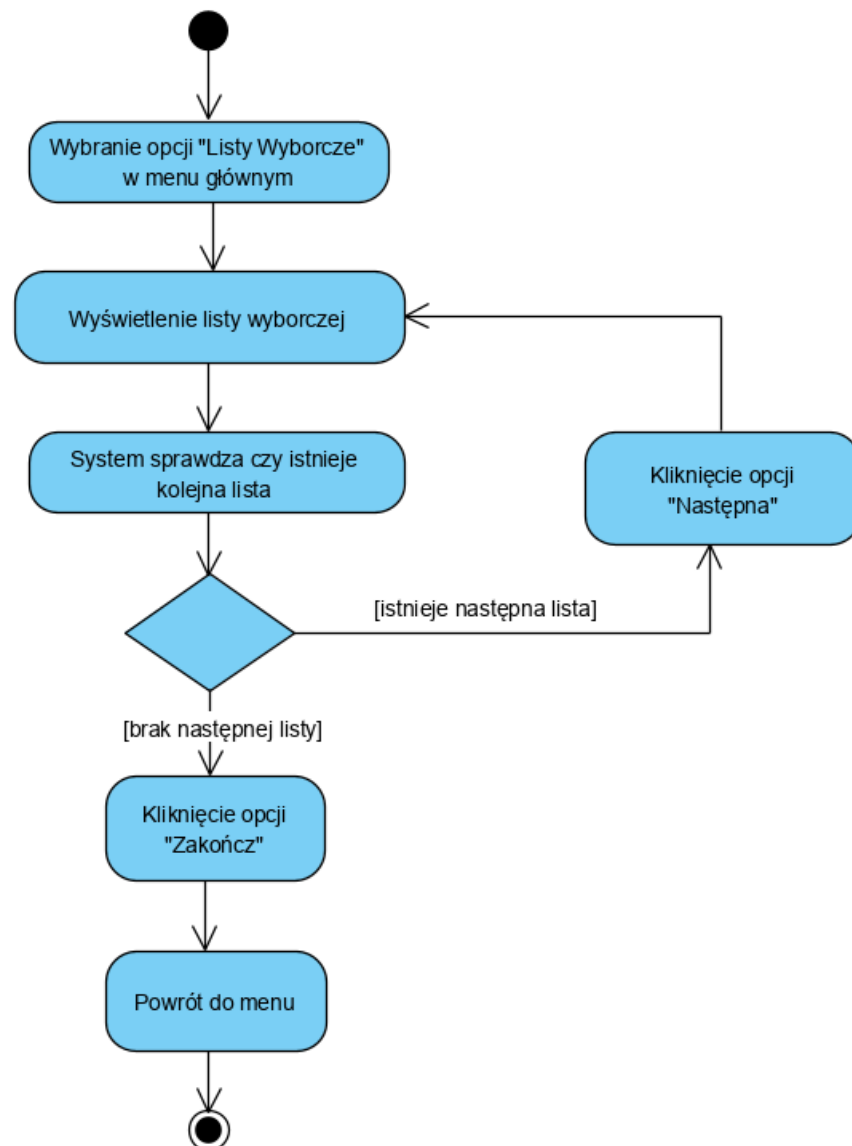 Wybranie opcji "Listy Wyborcze"
w menu głównym
Wyświetlenie listy wyborczej
System sprawdza czy istnieje
kolejna lista
Kliknięcie opcji
"Następna"
[istnieje następna lista]
[brak następnej listy]
Kliknięcie opcji
"Zakończ"
Powrót do menu